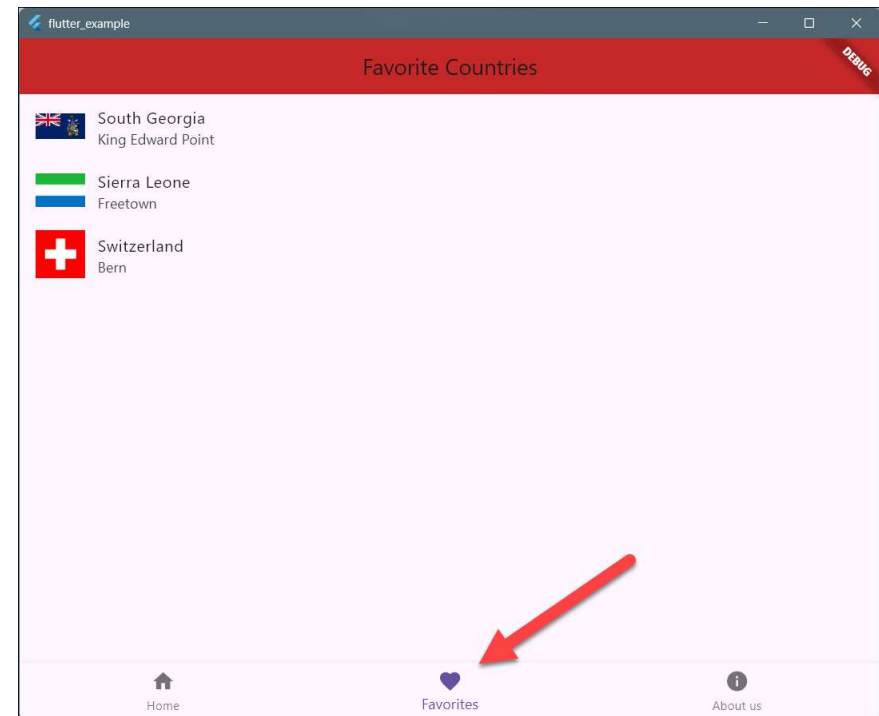 flutter_example
DEBUG
Favorite Countries
South Georgia
King Edward Point
Sierra Leone
Freetown
Switzerland
Bern
Home
Favorites
About us